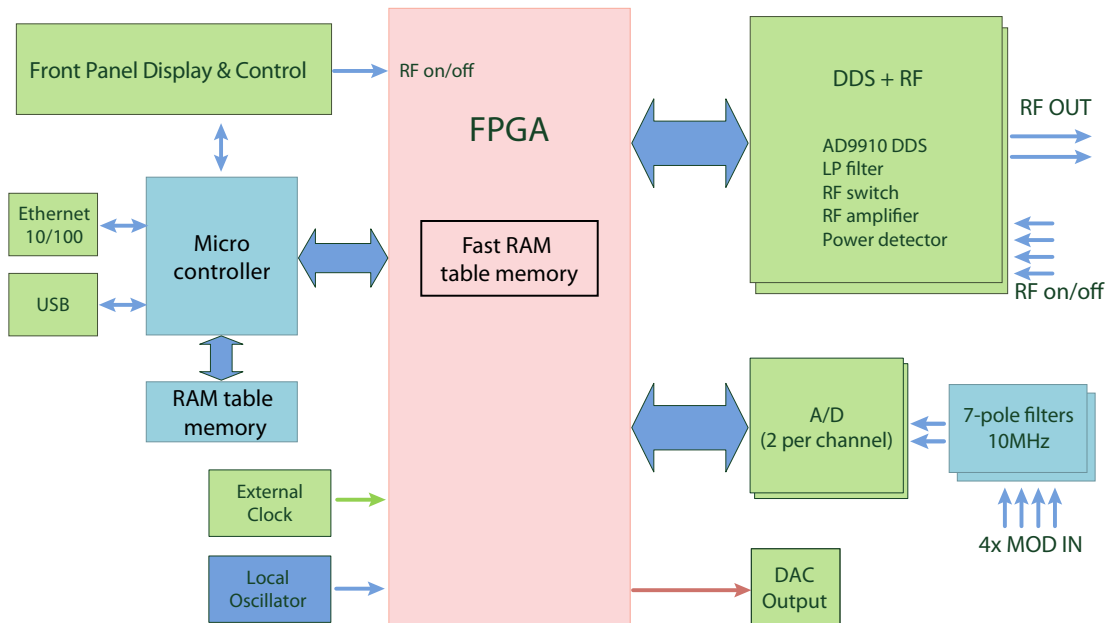 Front Panel Display & Control
RF on/off
FPGA
DDS + RF
AD9910 DDS
LP filter
RF switch
RF amplifier
Power detector
RF OUT
RF on/off
Ethernet
10/100
USB
Micro
controller
Fast RAM
table memory
RAM table
memory
A/D
(2 per channel)
7-pole filters
10MHz
4x MOD IN
External
Clock
Local
Oscillator
DAC
Output